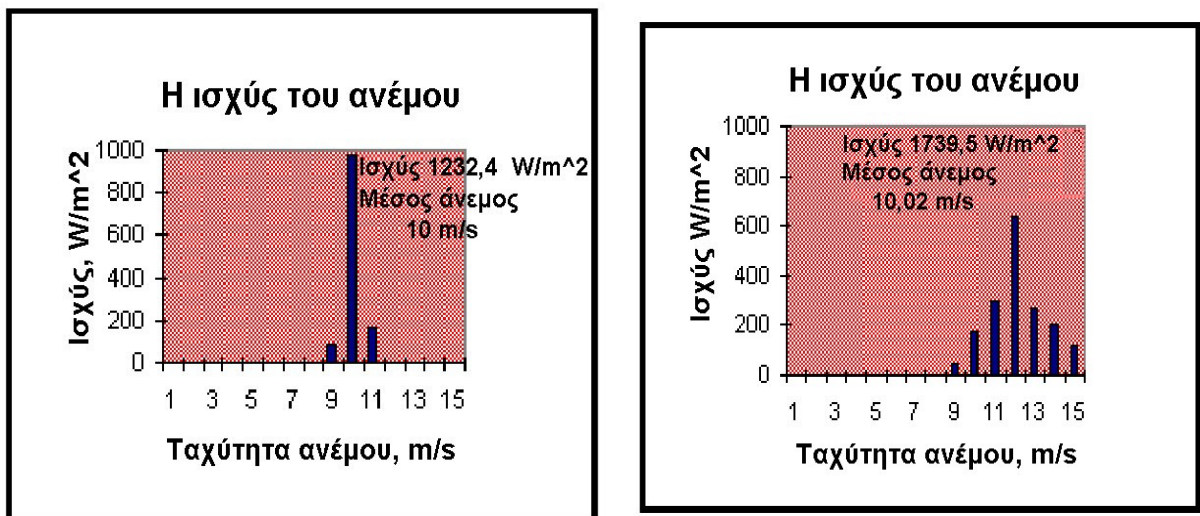 Η ισχύς του ανέμου
Ισχύς, W/m^2
1000
800
600
400
200
0
Ισχύς 1232,4 W/m^2
Μέσος άνεμος
10 m/s
1 3 5 7 9 11 13 15
Ταχύτητα ανέμου, m/s
Η ισχύς του ανέμου
Ισχύς W/m^2
1000
800
600
400
200
0
Ισχύς 1739,5 W/m^2
Μέσος άνεμος
10,02 m/s
1 3 5 7 9 11 13 15
Ταχύτητα ανέμου, m/s